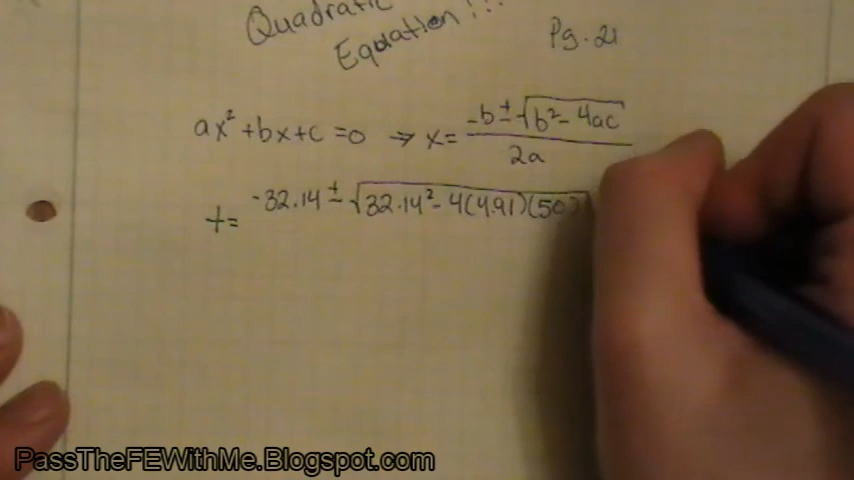 Quadratic
Equation!!!
Pg. 21
ax² + bx + c = 0 → x = -b ± √(b² - 4ac) / 2a
t = -32.14 ± √(32.14² - 4(4.91)(50)
PassTheFEWithMe.Blogspot.com